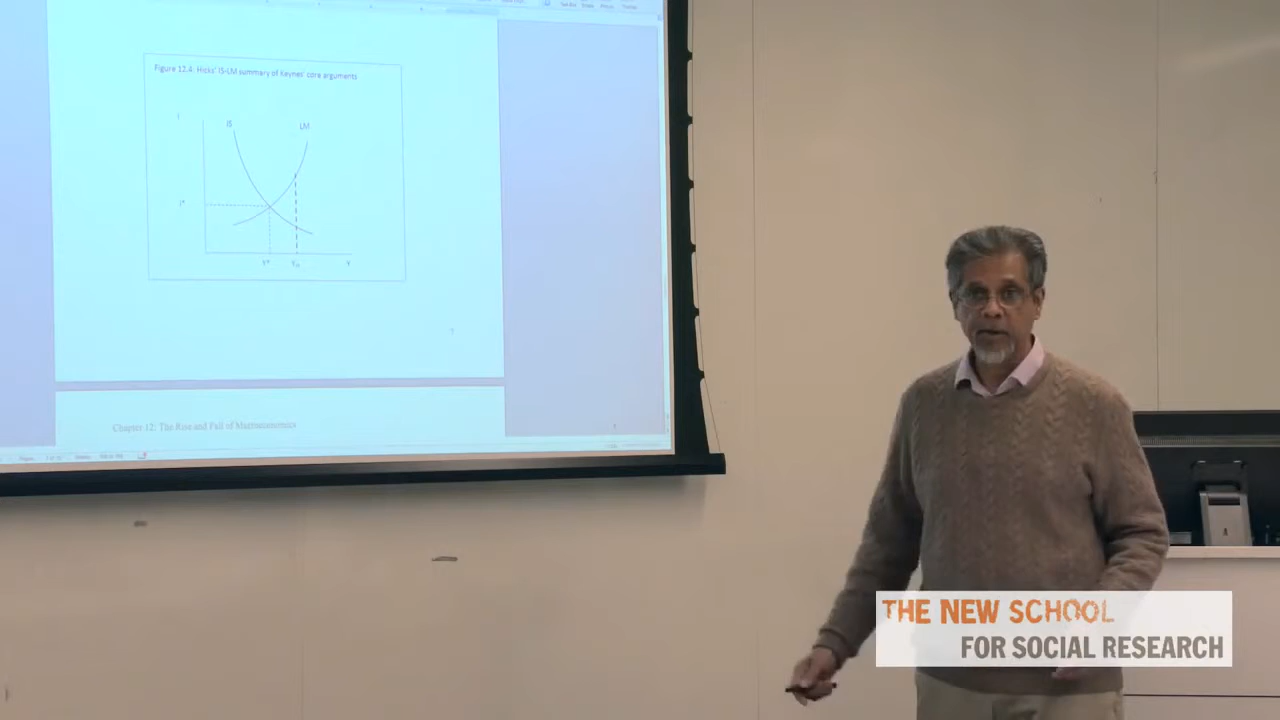 Figure 12.4: Hicks' IS-LM summary of Keynes' core arguments
i
IS
LM
i*
Y*
Y
7
Chapter 12: The Rise and Fall of Macroeconomics
THE NEW SCHOOL
FOR SOCIAL RESEARCH